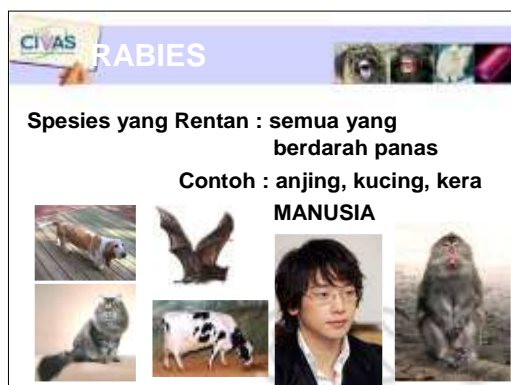 CIVAS
RABIES
Spesies yang Rentan : semua yang
berdarah panas
Contoh : anjing, kucing, kera
MANUSIA